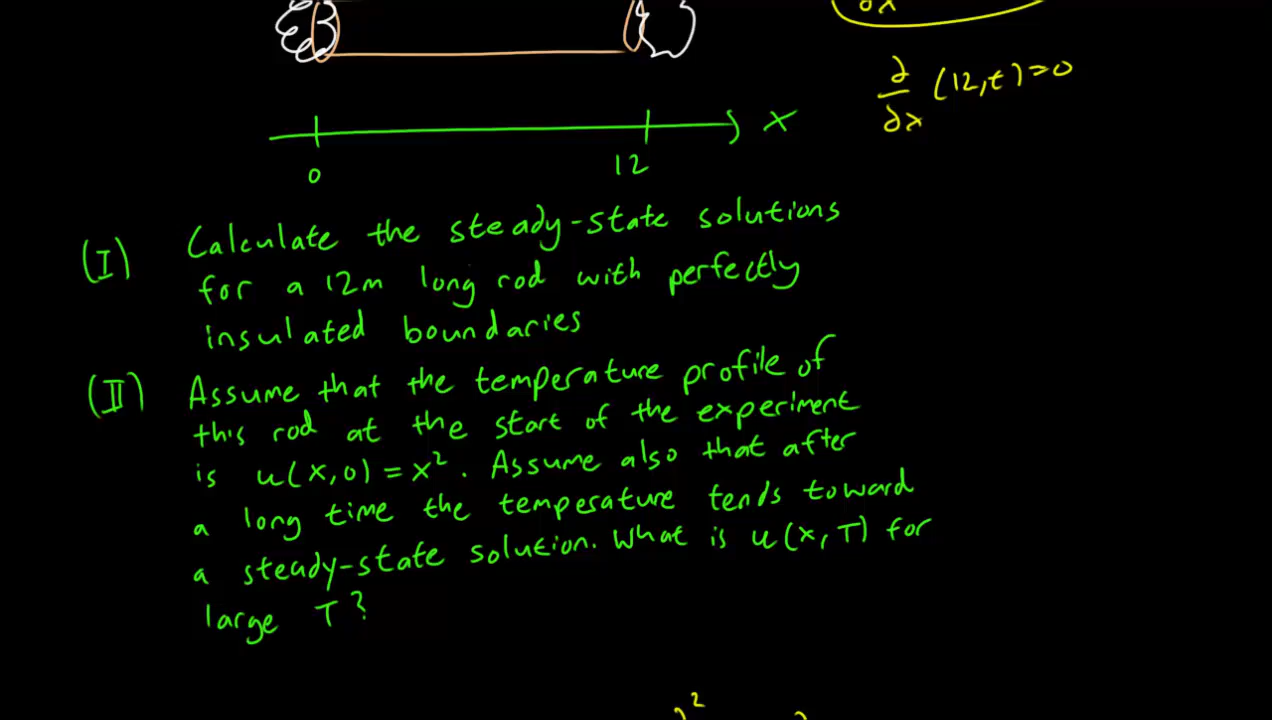 ∂x
∂/∂x (12,t)=0
x
0 12
(I) Calculate the steady-state solutions
for a 12m long rod with perfectly
insulated boundaries
(II) Assume that the temperature profile of
this rod at the start of the experiment
is u(x,0) = x². Assume also that after
a long time the temperature tends toward
a steady-state solution. What is u(x,T) for
large T?